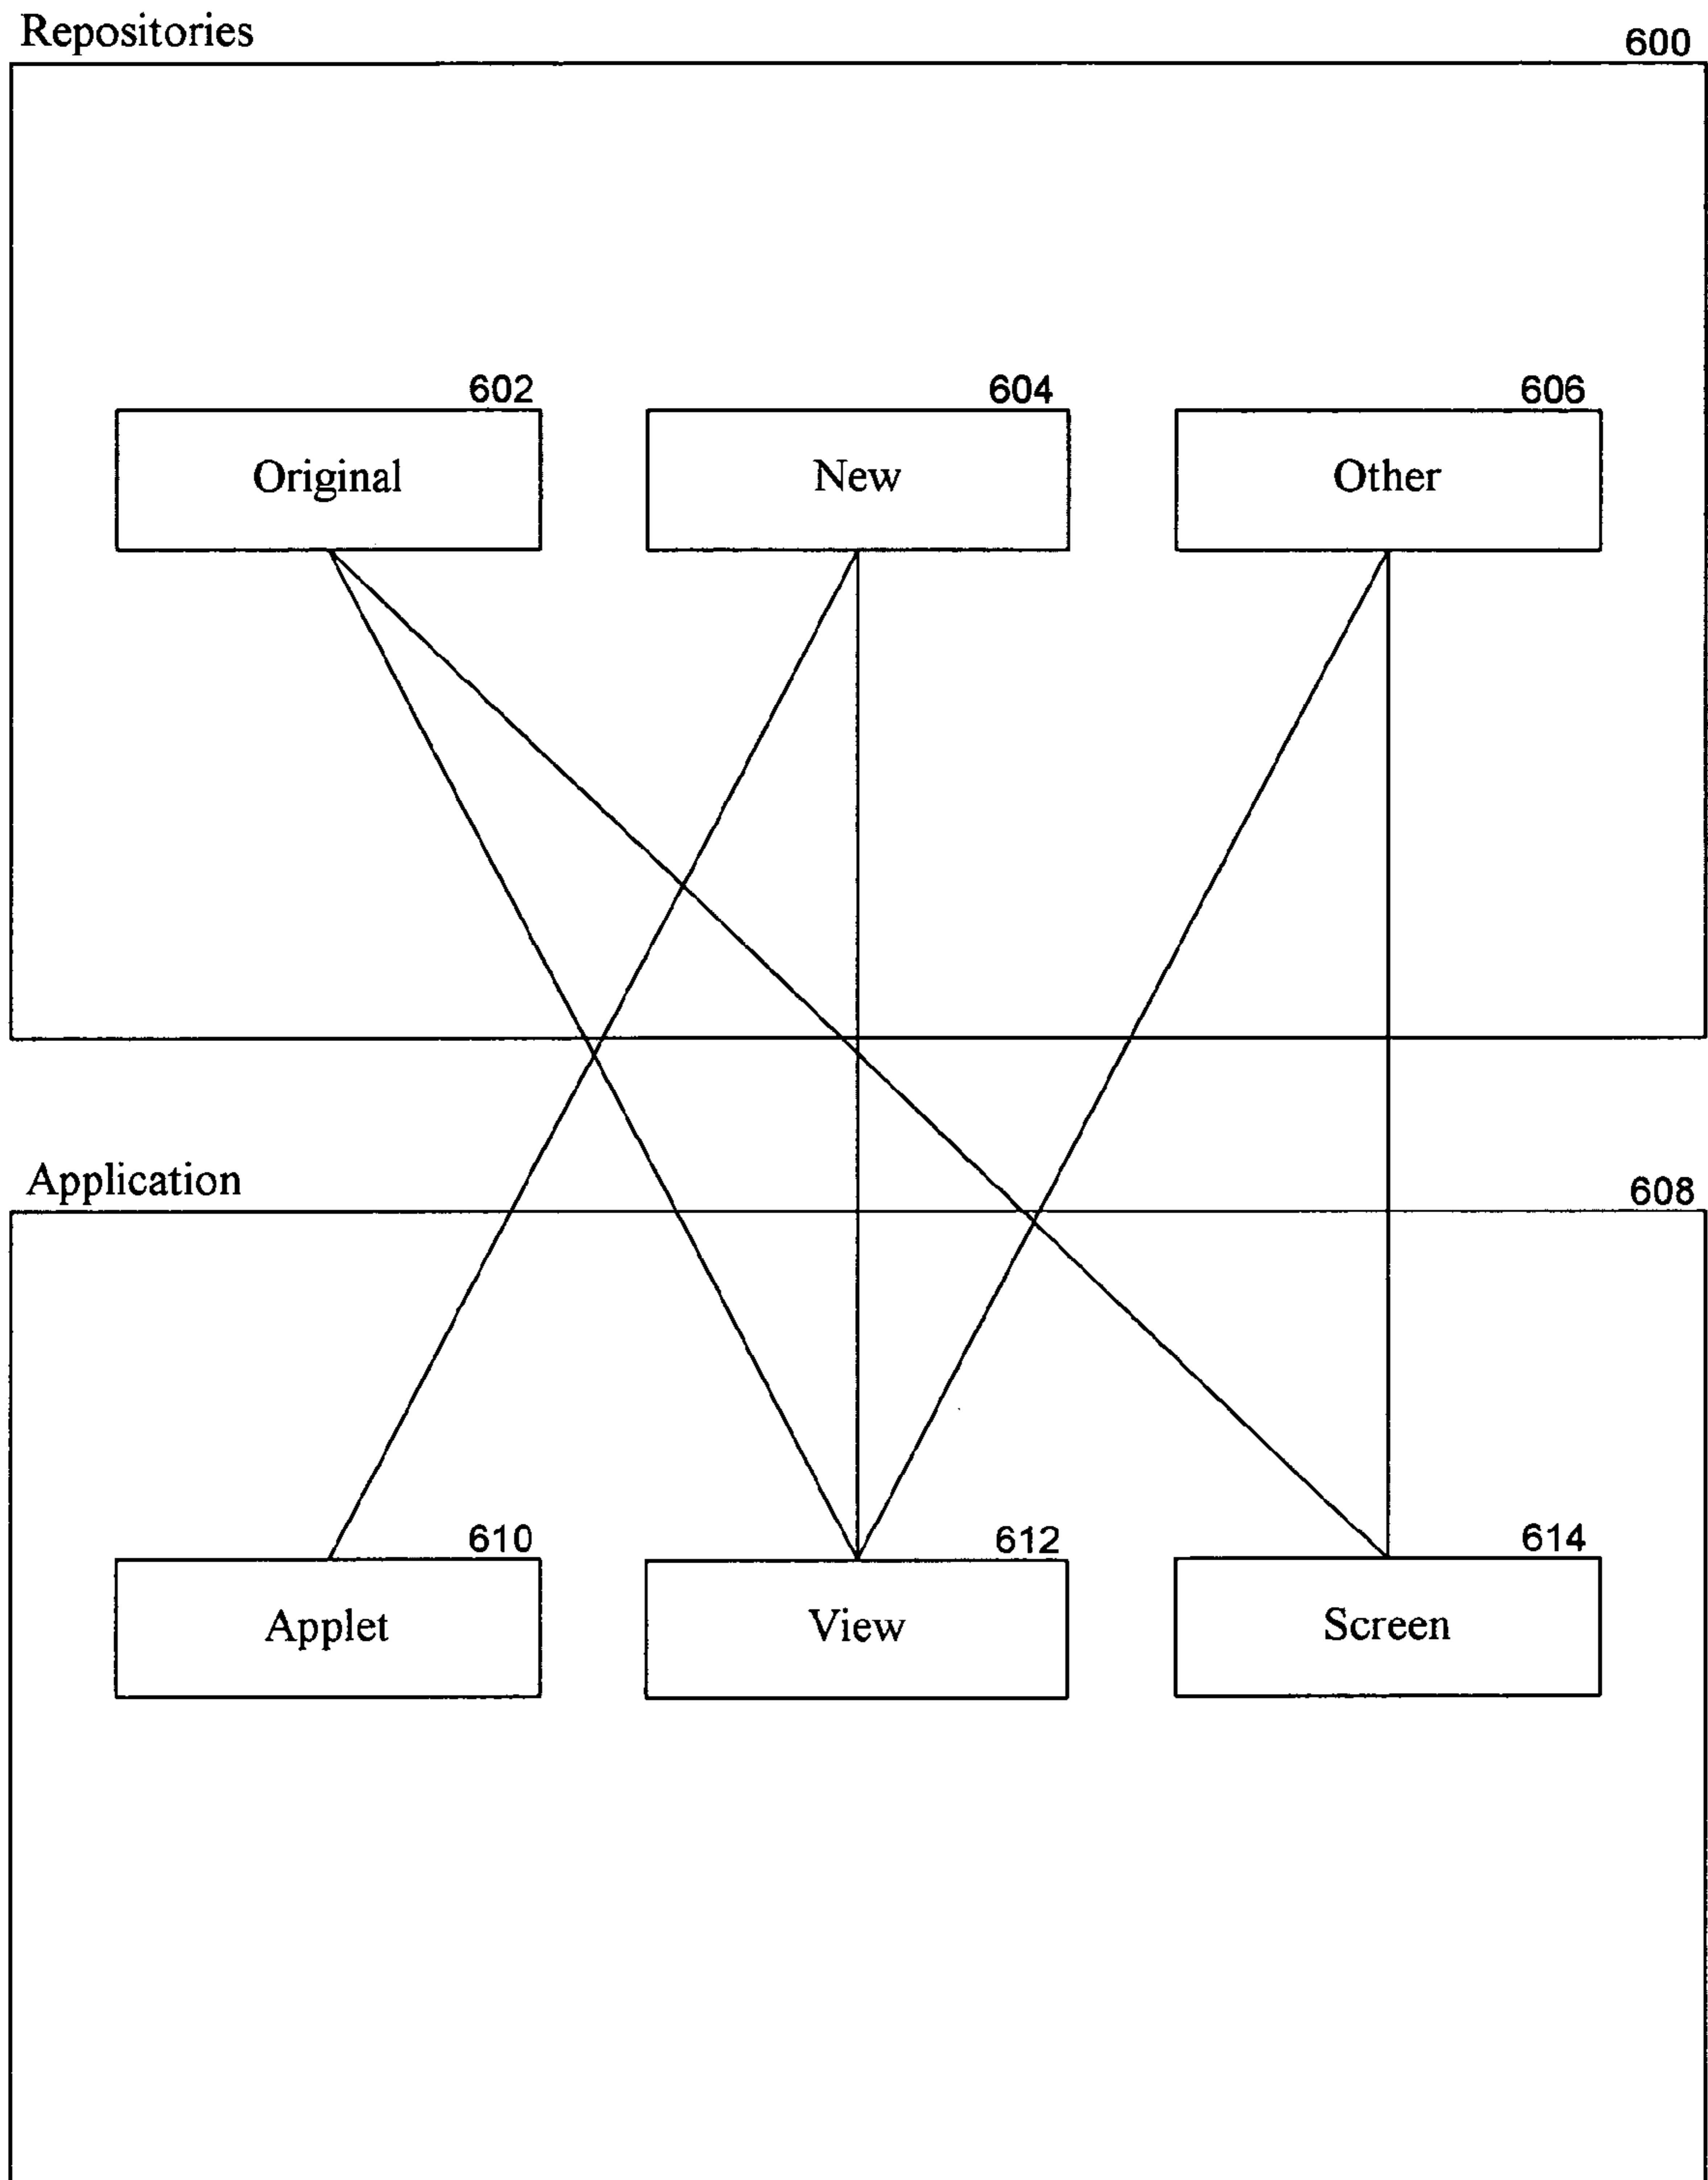 Repositories
600
602
604
606
Original
New
Other
Application
608
610
612
614
Applet
View
Screen